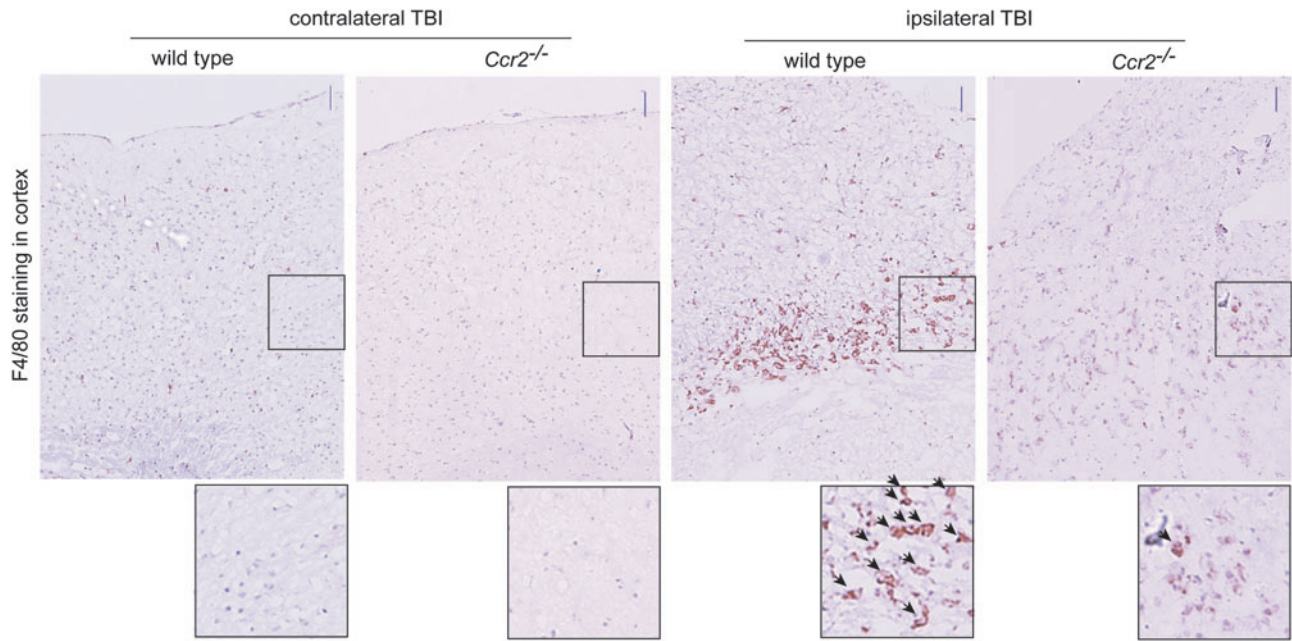 contralateral TBI
ipsilateral TBI
wild type
Ccr2-/-
wild type
Ccr2-/-
F4/80 staining in cortex